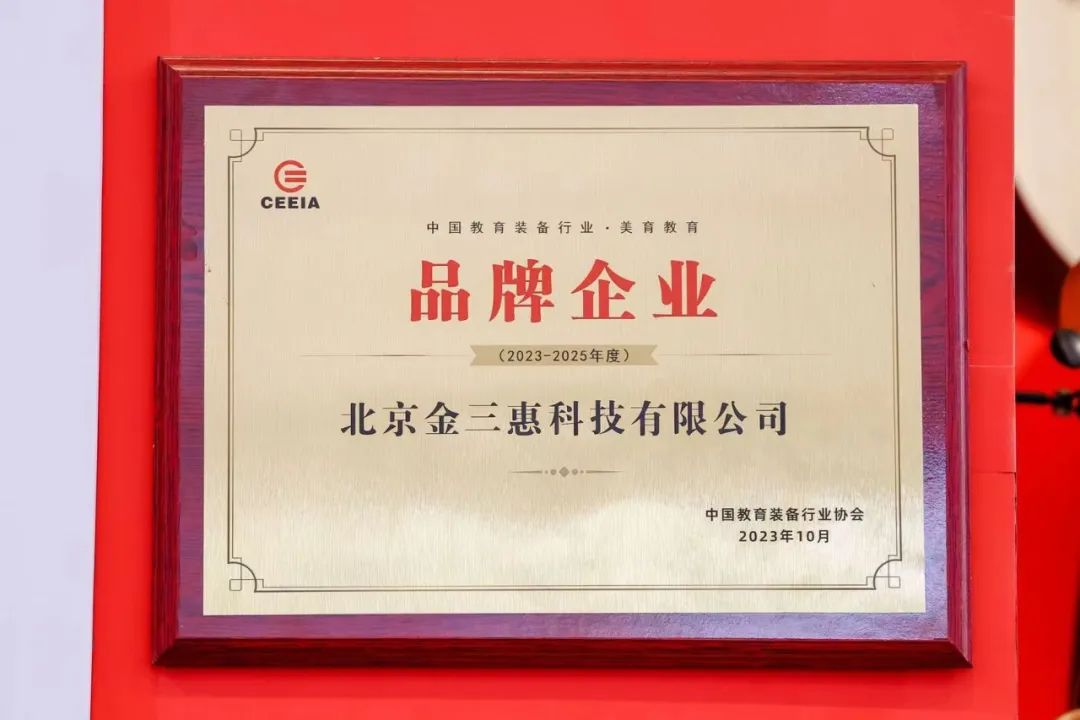 CEEIA
中国教育装备行业·美育教育
品牌企业
（2023-2025年度）
北京金三惠科技有限公司
中国教育装备行业协会
2023年10月